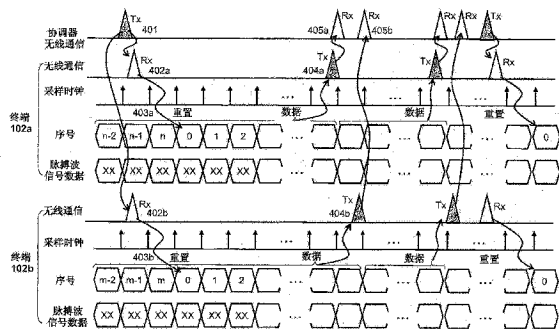 Tx
401
405a
Rx
Rx
405b
Rx
Rx
Tx
协调器
无线通信
Rx
402a
Tx
404a
Tx
Rx
无线通信
采样时钟
...
...
403a
重置
数据
数据
重置
终端
102a
序号
n-2
n-1
n
0
1
2
...
...
0
脉搏波
信号数据
XX
XX
XX
XX
XX
XX
...
...
Rx
402b
Tx
404b
Tx
Rx
无线通信
采样时钟
...
...
403b
重置
数据
数据
重置
终端
102b
序号
m-2
m-1
m
0
1
2
...
...
0
脉搏波
信号数据
XX
XX
XX
XX
XX
XX
...
...